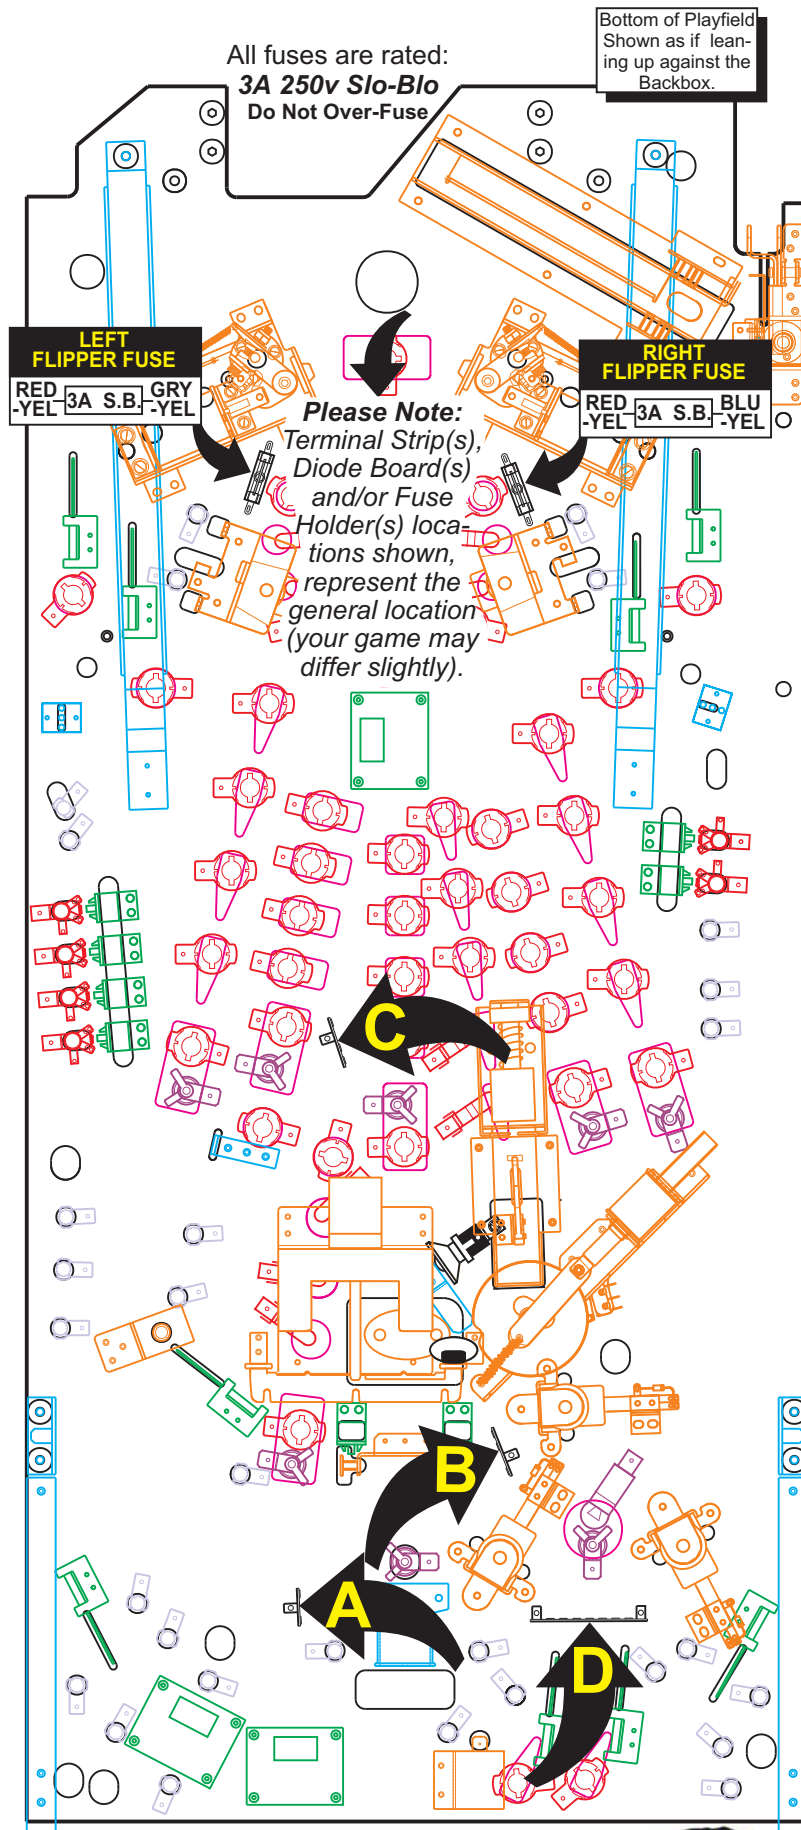 All fuses are rated:
3A 250v Slo-Blo
Do Not Over-Fuse
Bottom of Playfield
Shown as if lean-
ing up against the
Backbox.
LEFT
FLIPPER FUSE
RED
-YEL
3A S.B.
GRY
-YEL
RIGHT
FLIPPER FUSE
RED
-YEL
3A S.B.
BLU
-YEL
Please Note:
Terminal Strip(s),
Diode Board(s)
and/or Fuse
Holder(s) loca-
tions shown,
represent the
general location
(your game may
differ slightly).
C
B
A
D